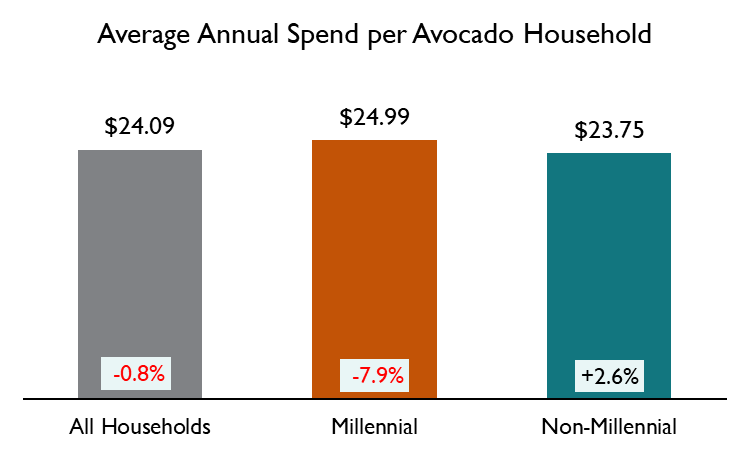 Average Annual Spend per Avocado Household
$24.09
$24.99
$23.75
-0.8%
-7.9%
+2.6%
All Households
Millennial
Non-Millennial